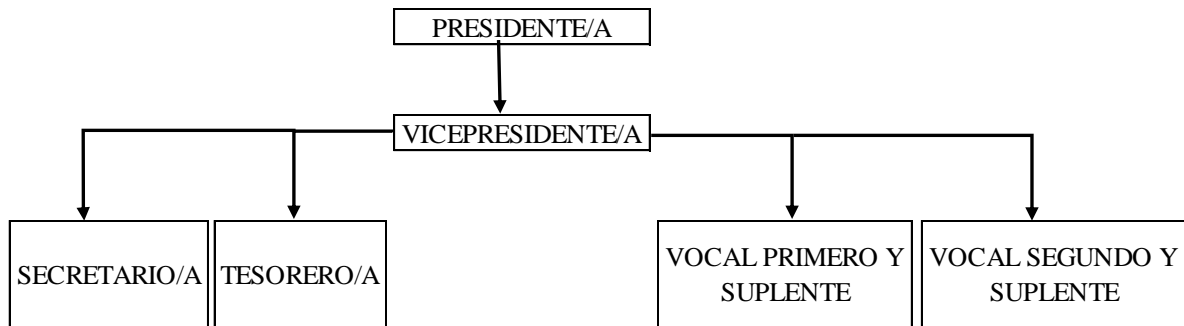 PRESIDENTE/A
VICEPRESIDENTE/A
SECRETARIO/A
TESORERO/A
VOCAL PRIMERO Y
SUPLENTE
VOCAL SEGUNDO Y
SUPLENTE